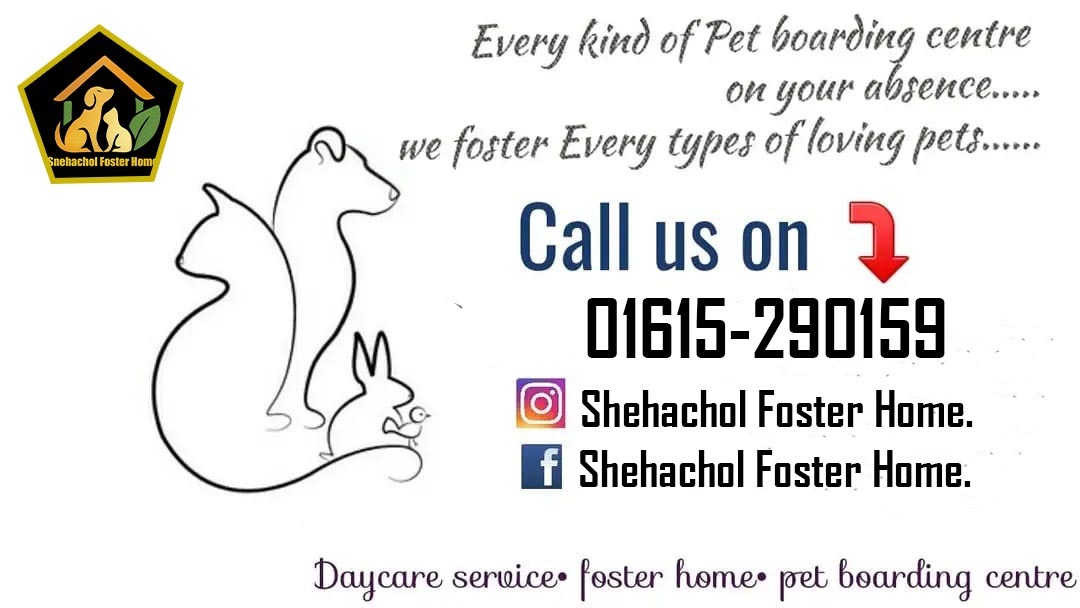 Snehachol Foster Home
Every kind of Pet boarding centre
on your absence.....
we foster Every types of loving pets......
Call us on
01615-290159
Shehachol Foster Home.
f Shehachol Foster Home.
Daycare service• foster home• pet boarding centre